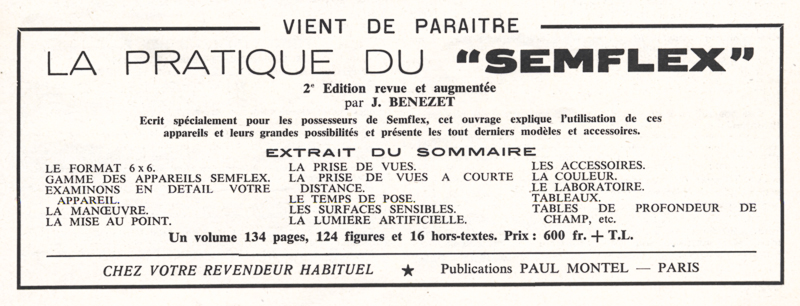 VIENT DE PARAITRE
LA PRATIQUE DU "SEMFLEX"
2e Edition revue et augmentée
par J. BENEZET
Ecrit spécialement pour les possesseurs de Semflex, cet ouvrage explique l'utilisation de ces
appareils et leurs grandes possibilités et présente les tout derniers modèles et accessoires.
EXTRAIT DU SOMMAIRE
LE FORMAT 6 x 6.
GAMME DES APPAREILS SEMFLEX.
EXAMINONS EN DETAIL VOTRE
APPAREIL.
LA MANŒUVRE.
LA MISE AU POINT.
LA PRISE DE VUES.
LA PRISE DE VUES A COURTE
DISTANCE.
LE TEMPS DE POSE.
LES SURFACES SENSIBLES.
LA LUMIERE ARTIFICIELLE.
LES ACCESSOIRES.
LA COULEUR.
LE LABORATOIRE.
TABLEAUX.
TABLES DE PROFONDEUR DE
CHAMP, etc.
Un volume 134 pages, 124 figures et 16 hors-textes. Prix : 600 fr. + T.L.
CHEZ VOTRE REVENDEUR HABITUEL ★ Publications PAUL MONTEL — PARIS